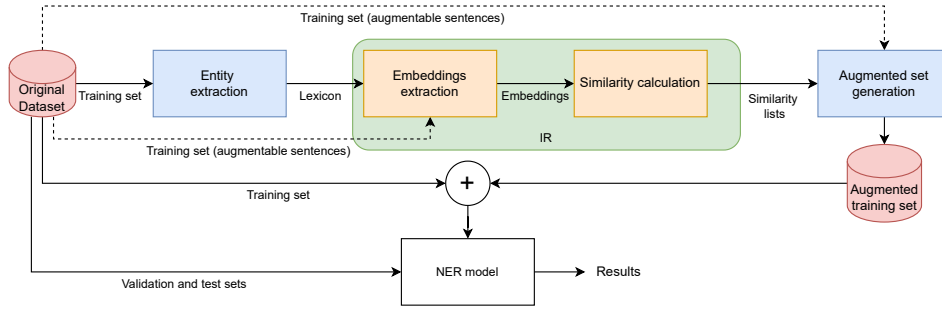 Training set (augmentable sentences)
Original
Dataset
Training set
Entity
extraction
Lexicon
Embeddings
extraction
Embeddings
Similarity calculation
Similarity
lists
Augmented set
generation
IR
Training set (augmentable sentences)
Training set
+
Augmented
training set
NER model
Results
Validation and test sets